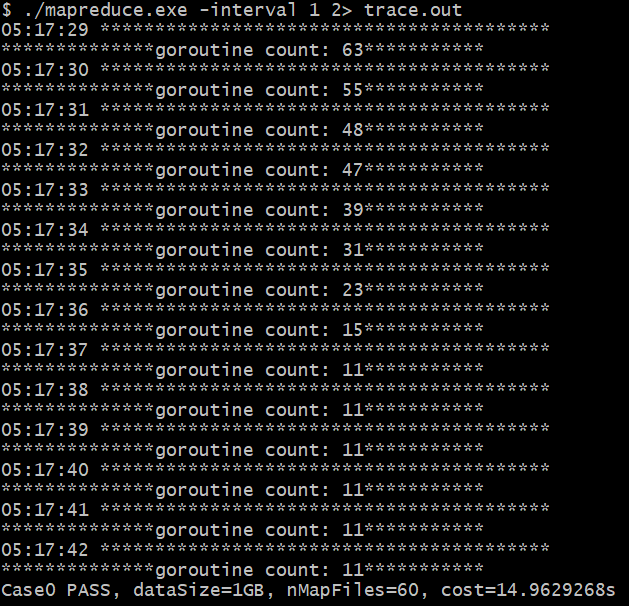 $ ./mapreduce.exe -interval 1 2> trace.out
05:17:29 *****************************************
**************goroutine count: 63***********
05:17:30 *****************************************
**************goroutine count: 55***********
05:17:31 *****************************************
**************goroutine count: 48***********
05:17:32 *****************************************
**************goroutine count: 47***********
05:17:33 *****************************************
**************goroutine count: 39***********
05:17:34 *****************************************
**************goroutine count: 31***********
05:17:35 *****************************************
**************goroutine count: 23***********
05:17:36 *****************************************
**************goroutine count: 15***********
05:17:37 *****************************************
**************goroutine count: 11***********
05:17:38 *****************************************
**************goroutine count: 11***********
05:17:39 *****************************************
**************goroutine count: 11***********
05:17:40 *****************************************
**************goroutine count: 11***********
05:17:41 *****************************************
**************goroutine count: 11***********
05:17:42 *****************************************
**************goroutine count: 11***********
Case0 PASS, dataSize=1GB, nMapFiles=60, cost=14.9629268s